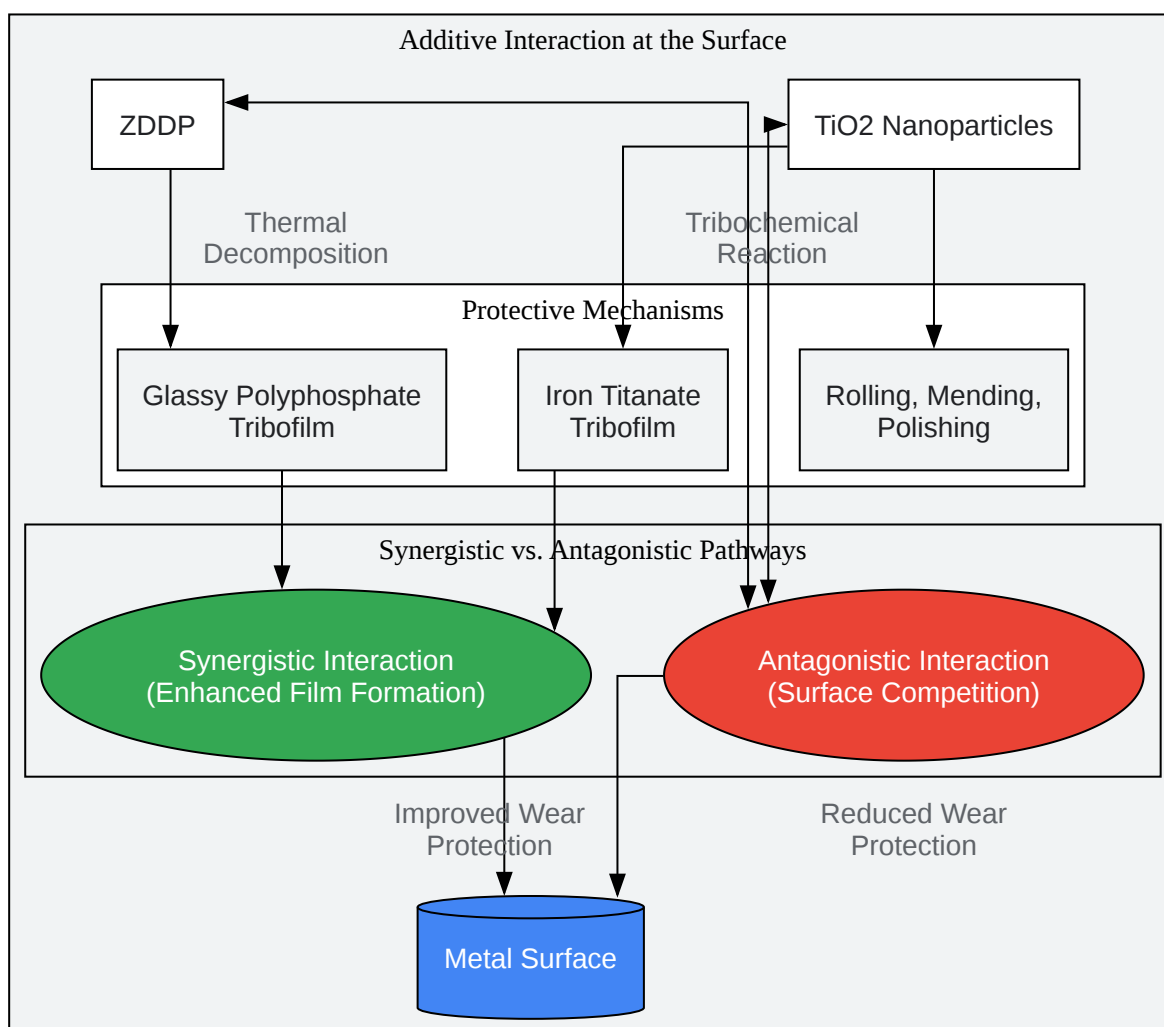 Additive Interaction at the Surface
ZDDP
TiO2 Nanoparticles
Thermal
Decomposition
Tribochemical
Reaction
Protective Mechanisms
Glassy Polyphosphate
Tribofilm
Iron Titanate
Tribofilm
Rolling, Mending,
Polishing
Synergistic vs. Antagonistic Pathways
Synergistic Interaction
(Enhanced Film Formation)
Antagonistic Interaction
(Surface Competition)
Improved Wear
Protection
Reduced Wear
Protection
Metal Surface